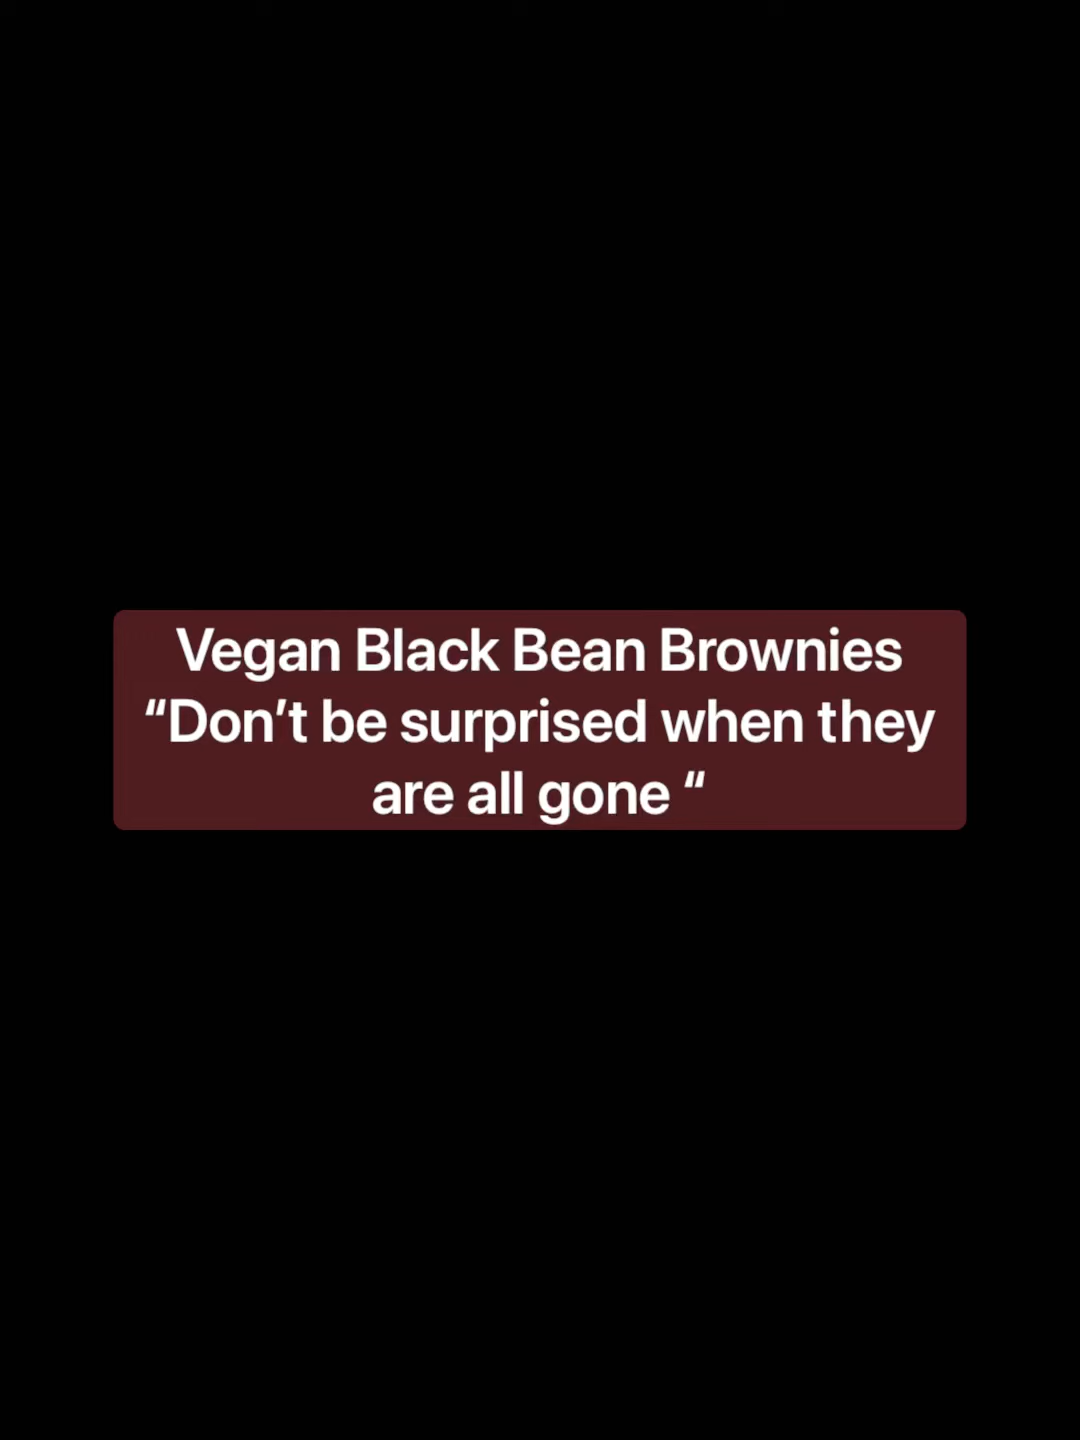 Vegan Black Bean Brownies
“Don’t be surprised when they
are all gone “